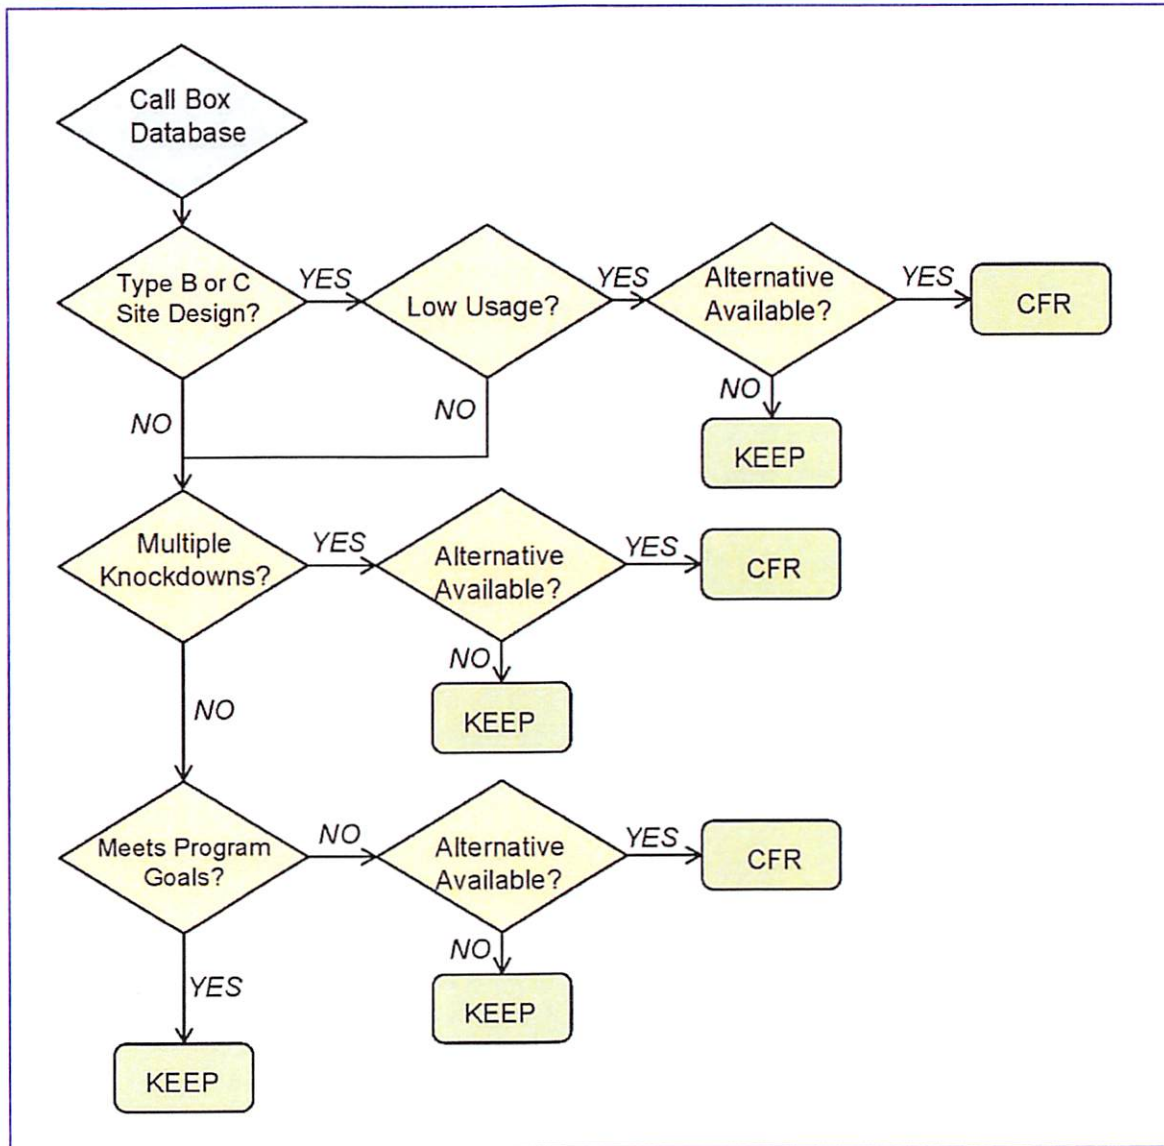 Call Box
Database
Type B or C
Site Design?
YES
Low Usage?
YES
Alternative
Available?
YES
CFR
NO
NO
NO
KEEP
Multiple
Knockdowns?
YES
Alternative
Available?
YES
CFR
NO
KEEP
NO
Meets Program
Goals?
NO
Alternative
Available?
YES
CFR
NO
KEEP
YES
KEEP